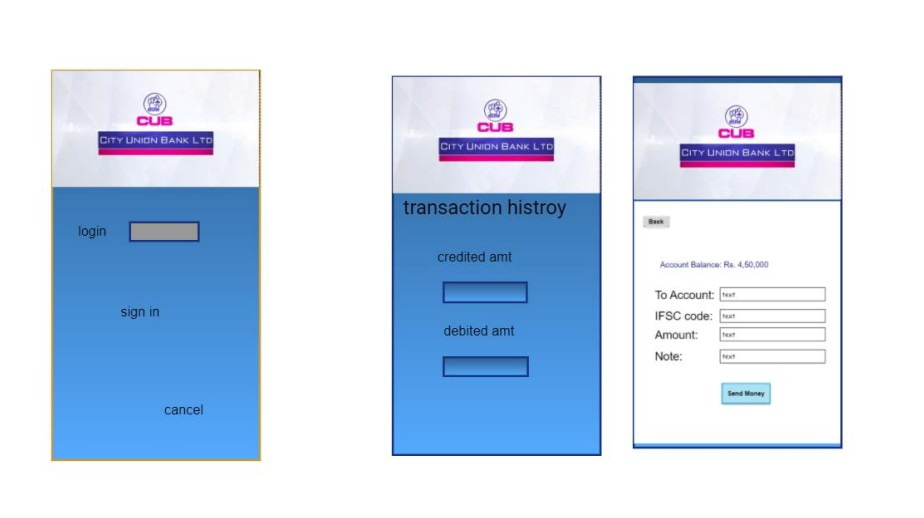 CUB
CITY UNION BANK LTD
login
sign in
cancel
CUB
CITY UNION BANK LTD
transaction histroy
credited amt
debited amt
CUB
CITY UNION BANK LTD
Back
Account Balance: Rs. 4,50,000
To Account: text
IFSC code: text
Amount: text
Note: text
Send Money